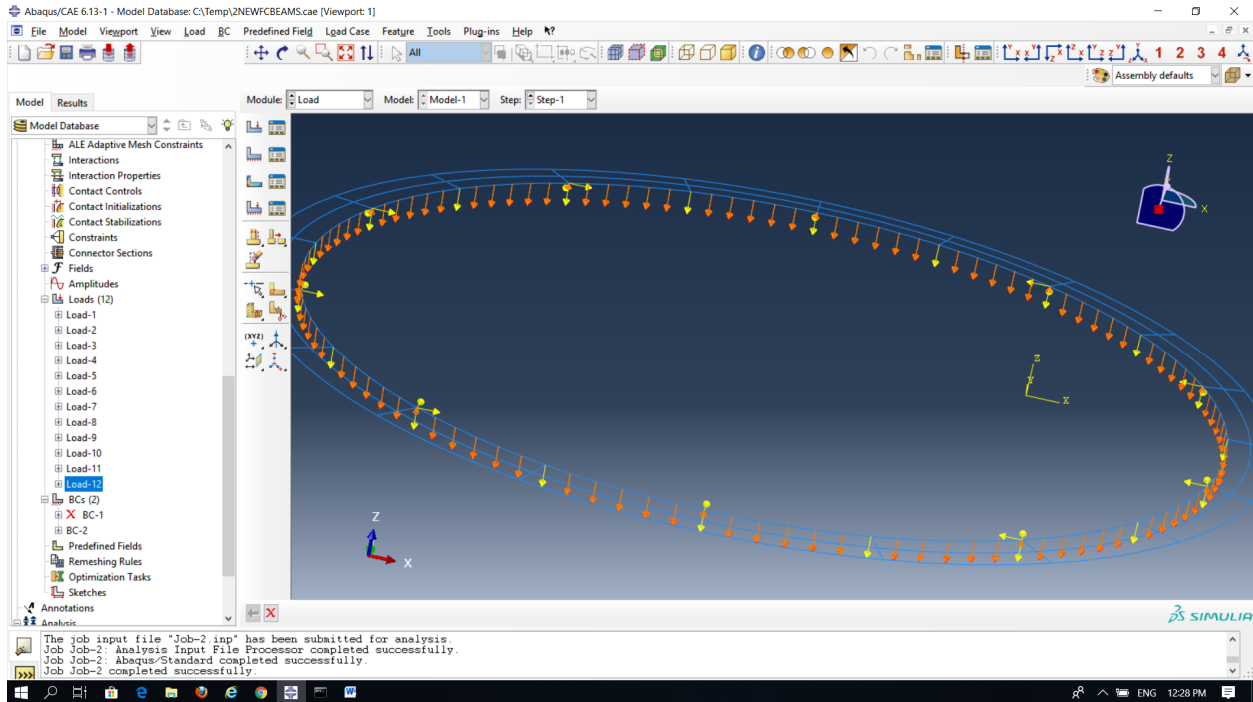 Abaqus/CAE 6.13-1 - Model Database: C:\Temp\2NEWFCBEAMS.cae [Viewport: 1]
File Model Viewport View Load BC Predefined Field Load Case Feature Tools Plug-ins Help
All
1 2 3 4
Assembly defaults
Model Results
Module: Load Model: Model-1 Step: Step-1
Model Database
ALE Adaptive Mesh Constraints
Interactions
Interaction Properties
Contact Controls
Contact Initializations
Contact Stabilizations
Constraints
Connector Sections
Fields
Amplitudes
Loads (12)
Load-1
Load-2
Load-3
Load-4
Load-5
Load-6
Load-7
Load-8
Load-9
Load-10
Load-11
Load-12
BCs (2)
BC-1
BC-2
Predefined Fields
Remeshing Rules
Optimization Tasks
Sketches
Annotations
Analysis
(XYZ)
Z
X
Z
Y
X
Z
X
SIMULIA
The job input file "Job-2.inp" has been submitted for analysis.
Job Job-2: Analysis Input File Processor completed successfully.
Job Job-2: Abaqus/Standard completed successfully.
Job Job-2 completed successfully.
ENG 12:28 PM